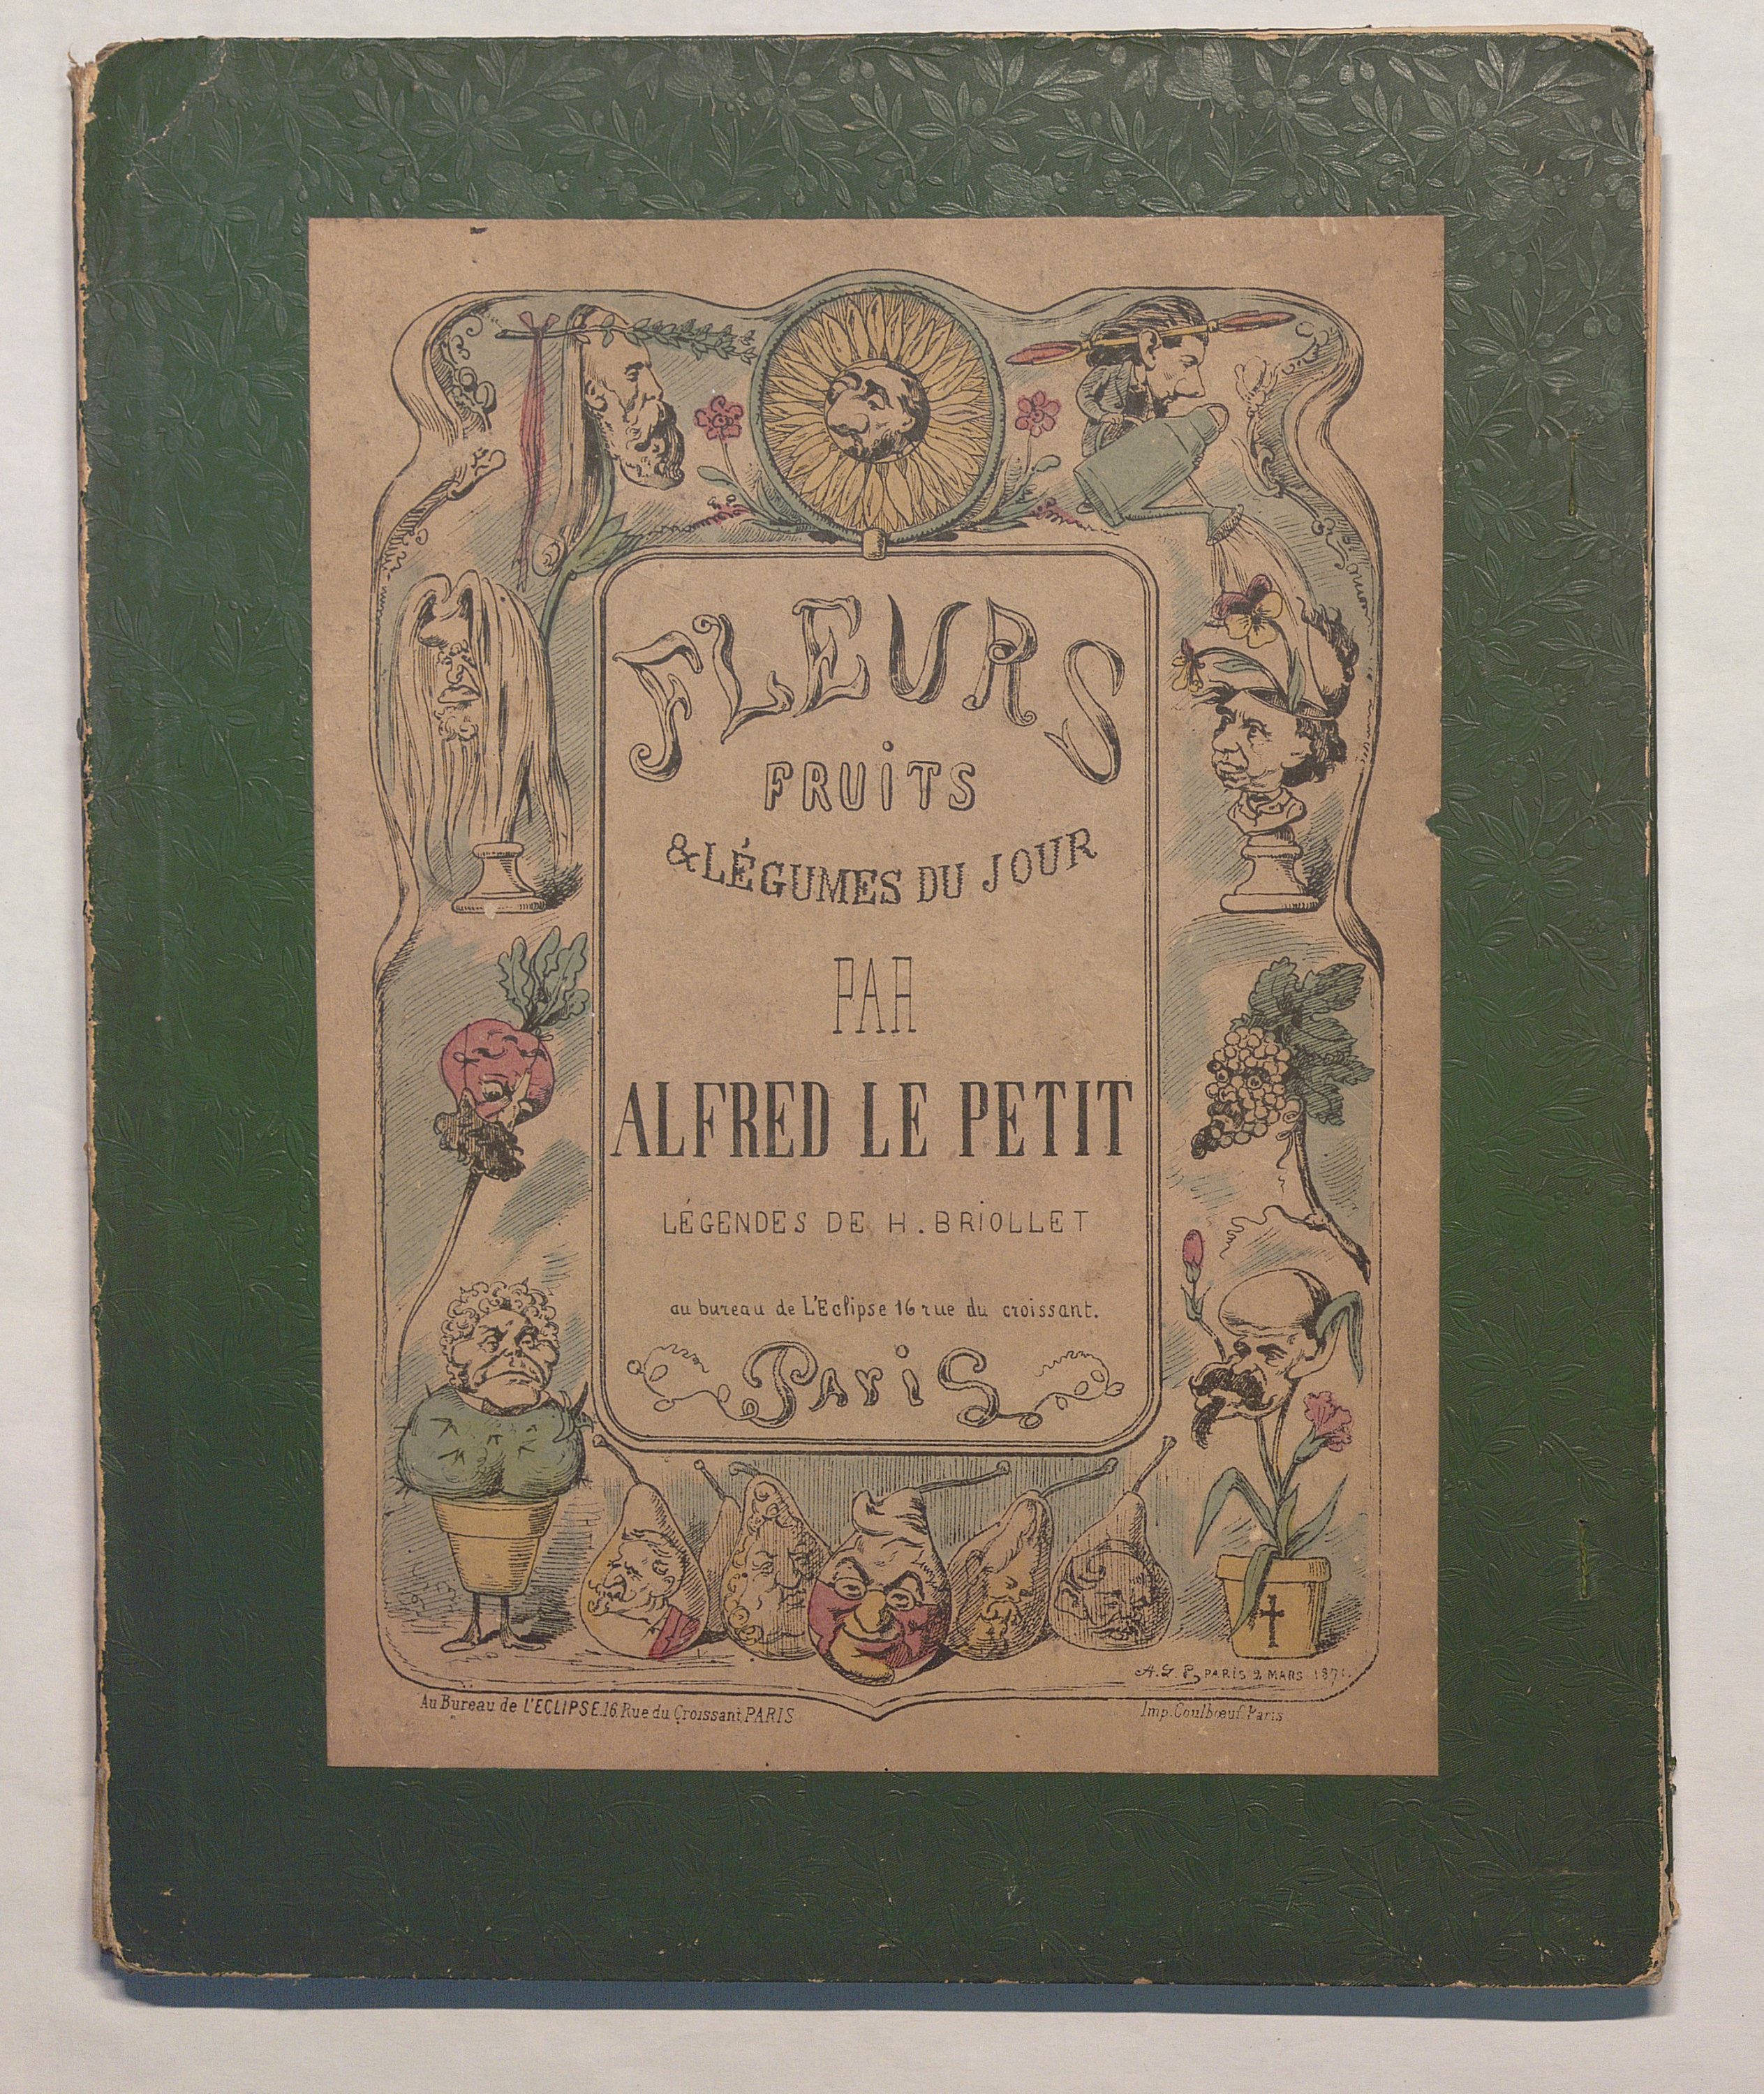 FLEURS
FRUITS
& LÉGUMES DU JOUR
PAR
ALFRED LE PETIT
LÉGENDES DE H. BRIOLLET
au bureau de L'Eclipse 16 rue du croissant.
PARIS
A. L. P, PARIS 2 MARS 1871.
Au Bureau de L'ECLIPSE. 16. Rue du Croissant, PARIS
Imp. Coulbœuf. Paris